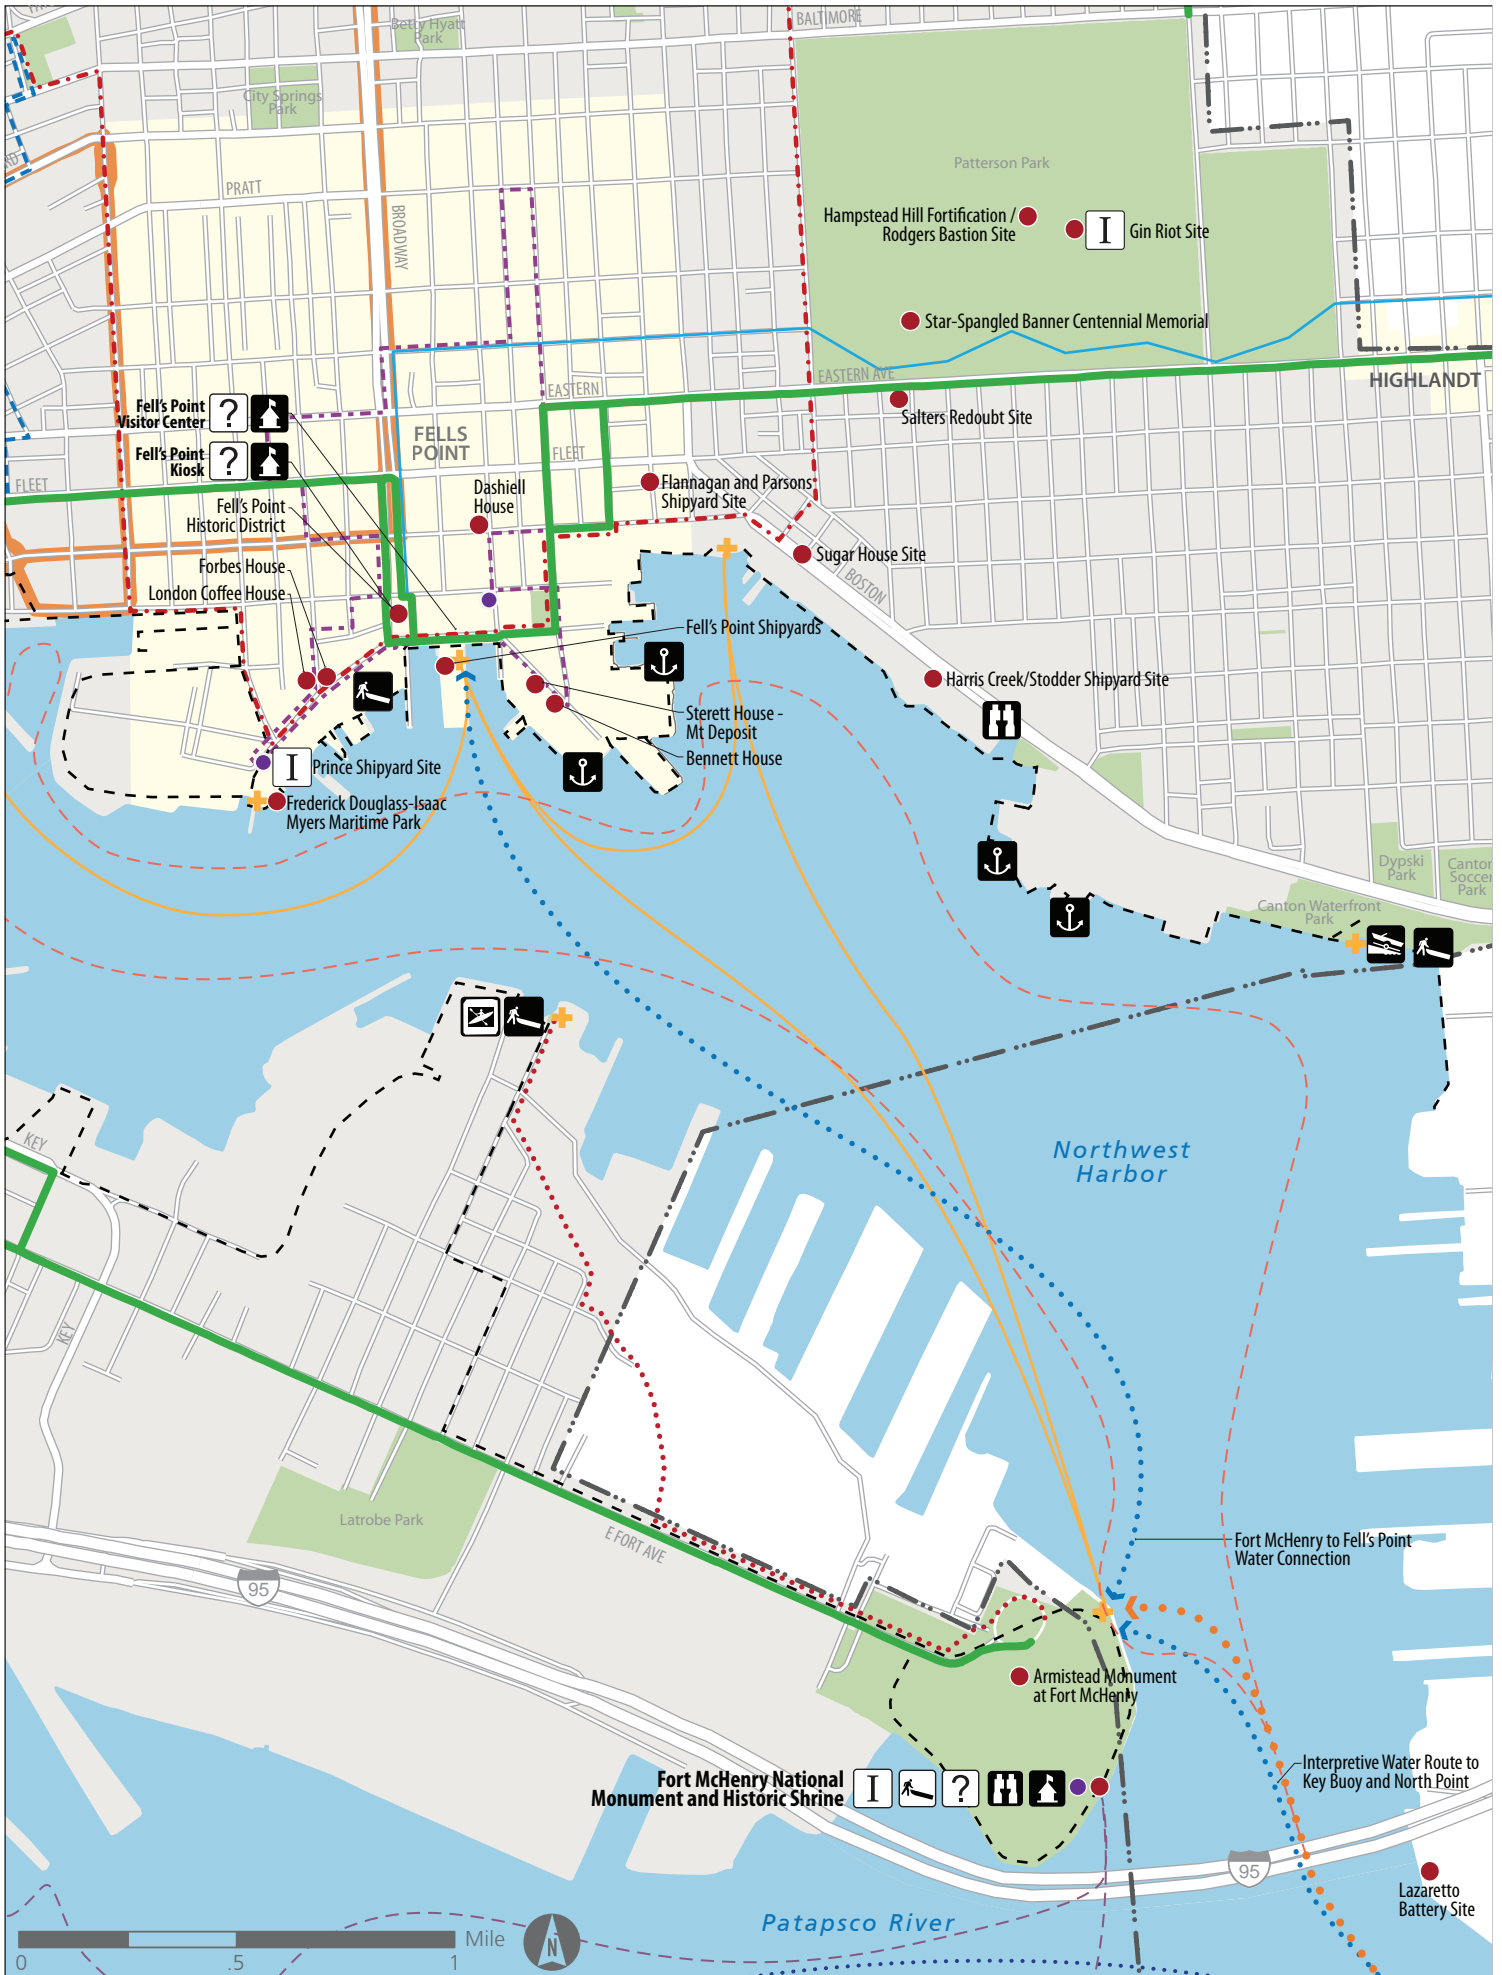 BALTIMORE
Betty Hyatt
Park
City Springs
Park
RD
PRATT
BROADWAY
Patterson Park
Hampstead Hill Fortification /
Rodgers Bastion Site
I
Gin Riot Site
Star-Spangled Banner Centennial Memorial
EASTERN
EASTERN AVE
HIGHLANDT
Fell's Point
Visitor Center
?
Salters Redoubt Site
FELLS
POINT
Fell's Point
Kiosk
?
FLEET
FLEET
Dashiell
House
Flannagan and Parsons
Shipyard Site
Fell's Point
Historic District
Sugar House Site
Forbes House
BOSTON
London Coffee House
Fell's Point Shipyards
Harris Creek/Stodder Shipyard Site
Sterett House -
Mt Deposit
Bennett House
I
Prince Shipyard Site
Frederick Douglass-Isaac
Myers Maritime Park
Dypski
Park
Canton
Soccer
Park
Canton Waterfront
Park
KEY
Northwest
Harbor
KEY
Latrobe Park
E FORT AVE
Fort McHenry to Fell's Point
Water Connection
95
Armistead Monument
at Fort McHenry
Interpretive Water Route to
Key Buoy and North Point
Fort McHenry National
Monument and Historic Shrine
I
?
95
Lazaretto
Battery Site
Patapsco River
Mile
N
0
.5
1